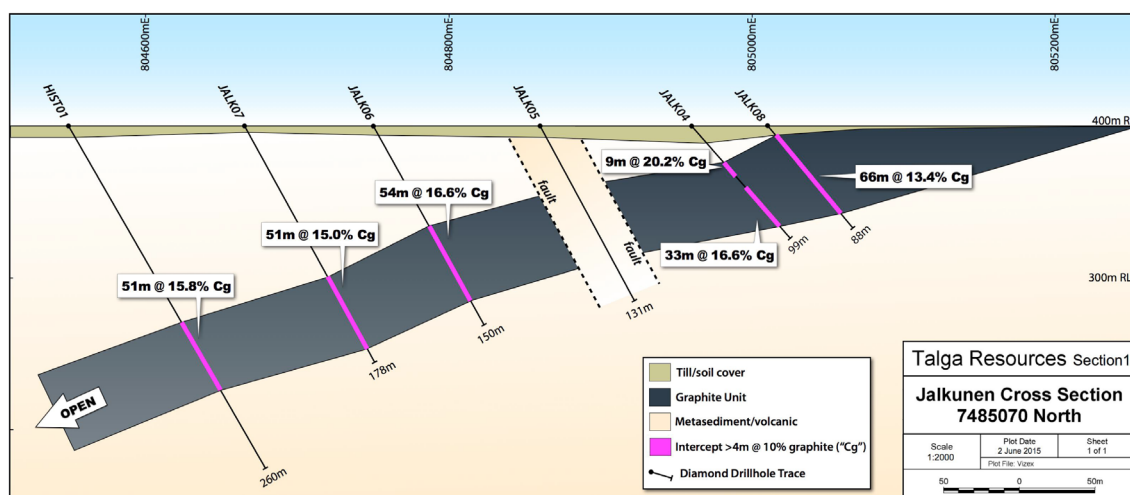 804600mE
804800mE
805000mE
805200mE
HIST01
JALK07
JALK06
JALK05
JALK04
JALK08
400m RL
9m @ 20.2% Cg
54m @ 16.6% Cg
66m @ 13.4% Cg
fault
51m @ 15.0% Cg
fault
99m
88m
33m @ 16.6% Cg
300m RL
51m @ 15.8% Cg
131m
150m
178m
OPEN
260m
Till/soil cover
Graphite Unit
Metasediment/volcanic
Intercept >4m @ 10% graphite ("Cg")
Diamond Drillhole Trace
Talga Resources Section1
Jalkunen Cross Section
7485070 North
Scale
1:2000
Plot Date
2 June 2015
Sheet
1 of 1
Plot File: Vizex
50
0
50m